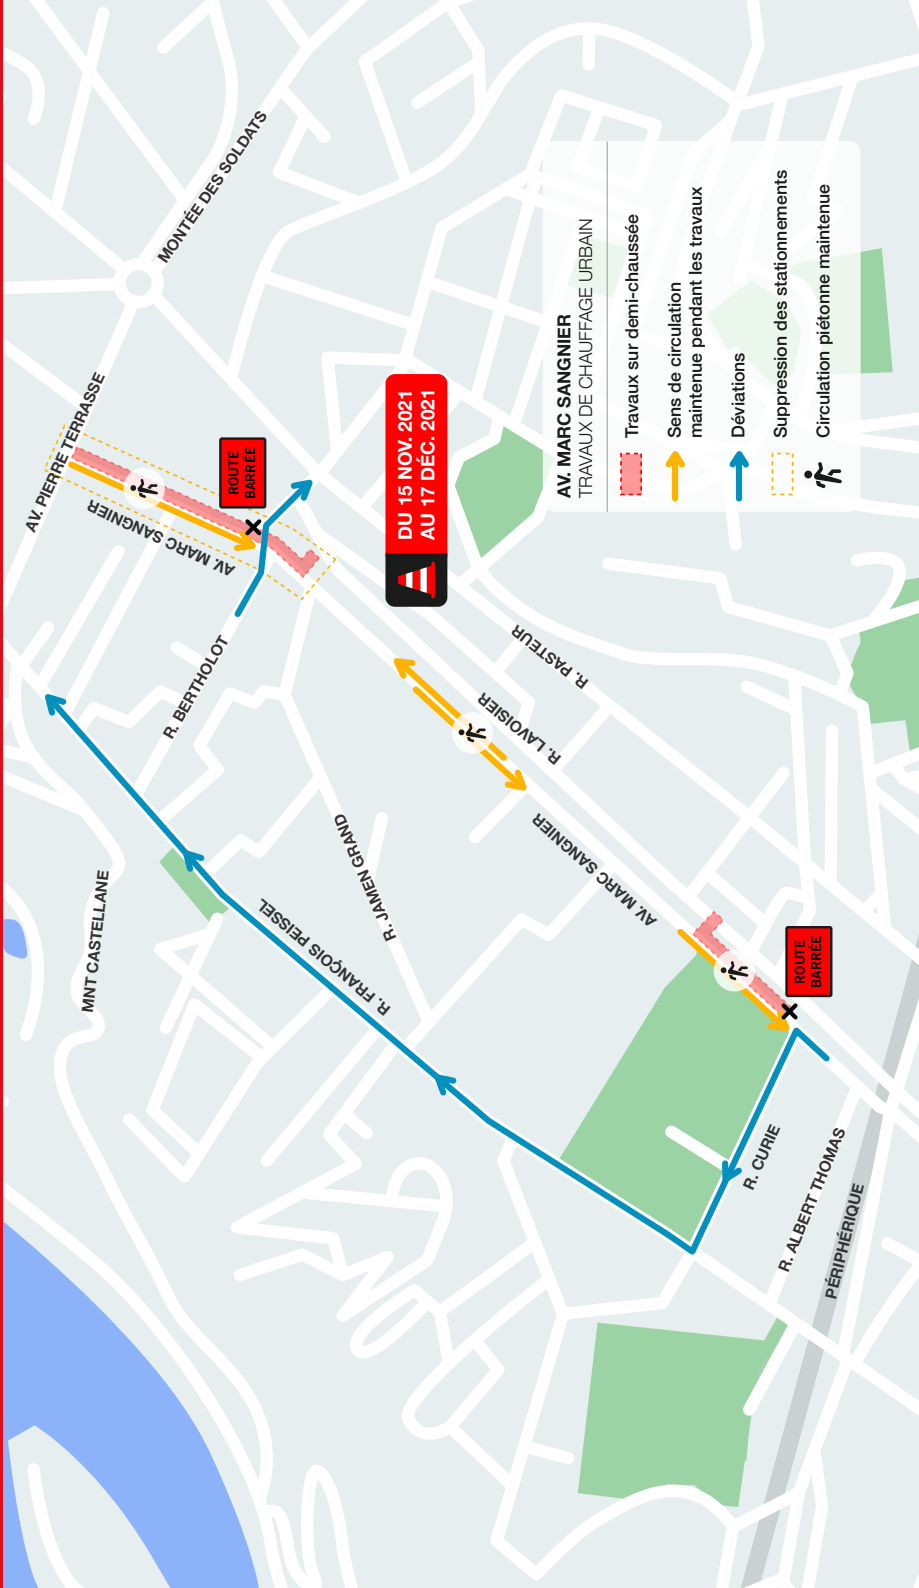 MONTÉE DES SOLDATS
AV. PIERRE TERRASSE
AV. MARC SANGNIER
ROUTE
BARRÉE
R. BERTHOLOT
DU 15 NOV. 2021
AU 17 DÉC. 2021
MNT CASTELLANE
R. FRANÇOIS PEISSEL
R. JAMEN GRAND
R. LAVOISIER
R. PASTEUR
AV. MARC SANGNIER
ROUTE
BARRÉE
R. CURIE
R. ALBERT THOMAS
PÉRIPHÉRIQUE
AV. MARC SANGNIER
TRAVAUX DE CHAUFFAGE URBAIN
Travaux sur demi-chaussée
Sens de circulation
maintenue pendant les travaux
Déviations
Suppression des stationnements
Circulation piétonne maintenue